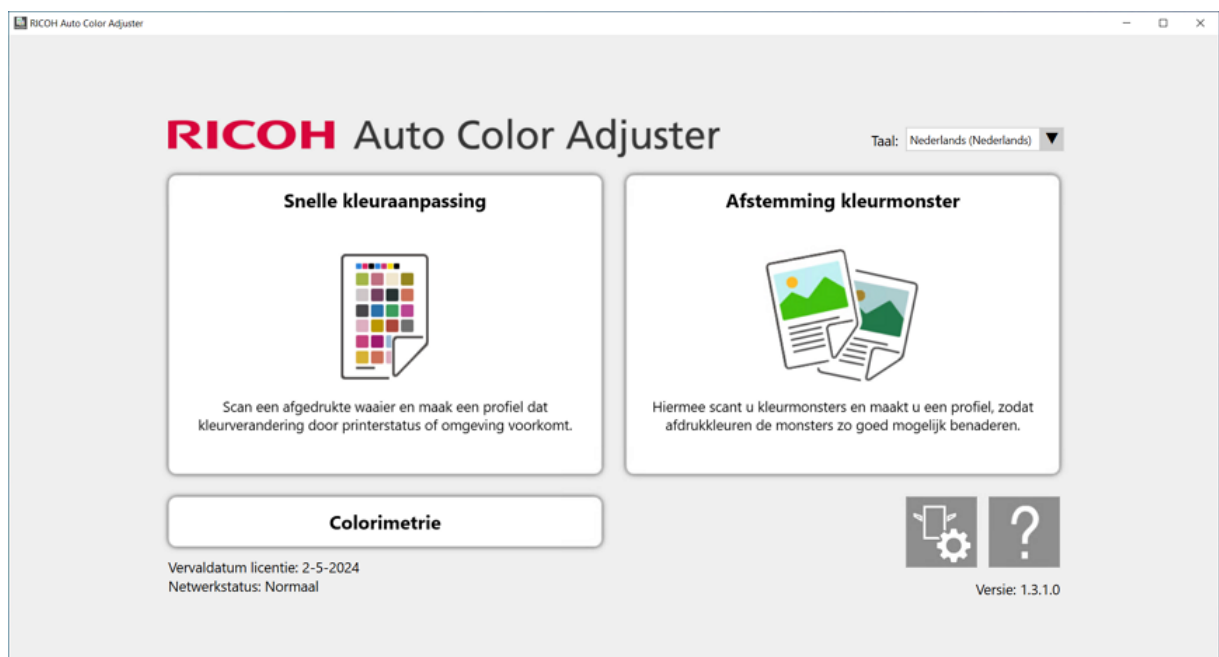 RICOH Auto Color Adjuster
RICOH Auto Color Adjuster
Taal: Nederlands (Nederlands)
Snelle kleuraanpassing
Scan een afgedrukte waaier en maak een profiel dat
kleurverandering door printerstatus of omgeving voorkomt.
Afstemming kleurmonster
Hiermee scant u kleurmonsters en maakt u een profiel, zodat
afdrukkleuren de monsters zo goed mogelijk benaderen.
Colorimetrie
?
Vervaldatum licentie: 2-5-2024
Netwerkstatus: Normaal
Versie: 1.3.1.0